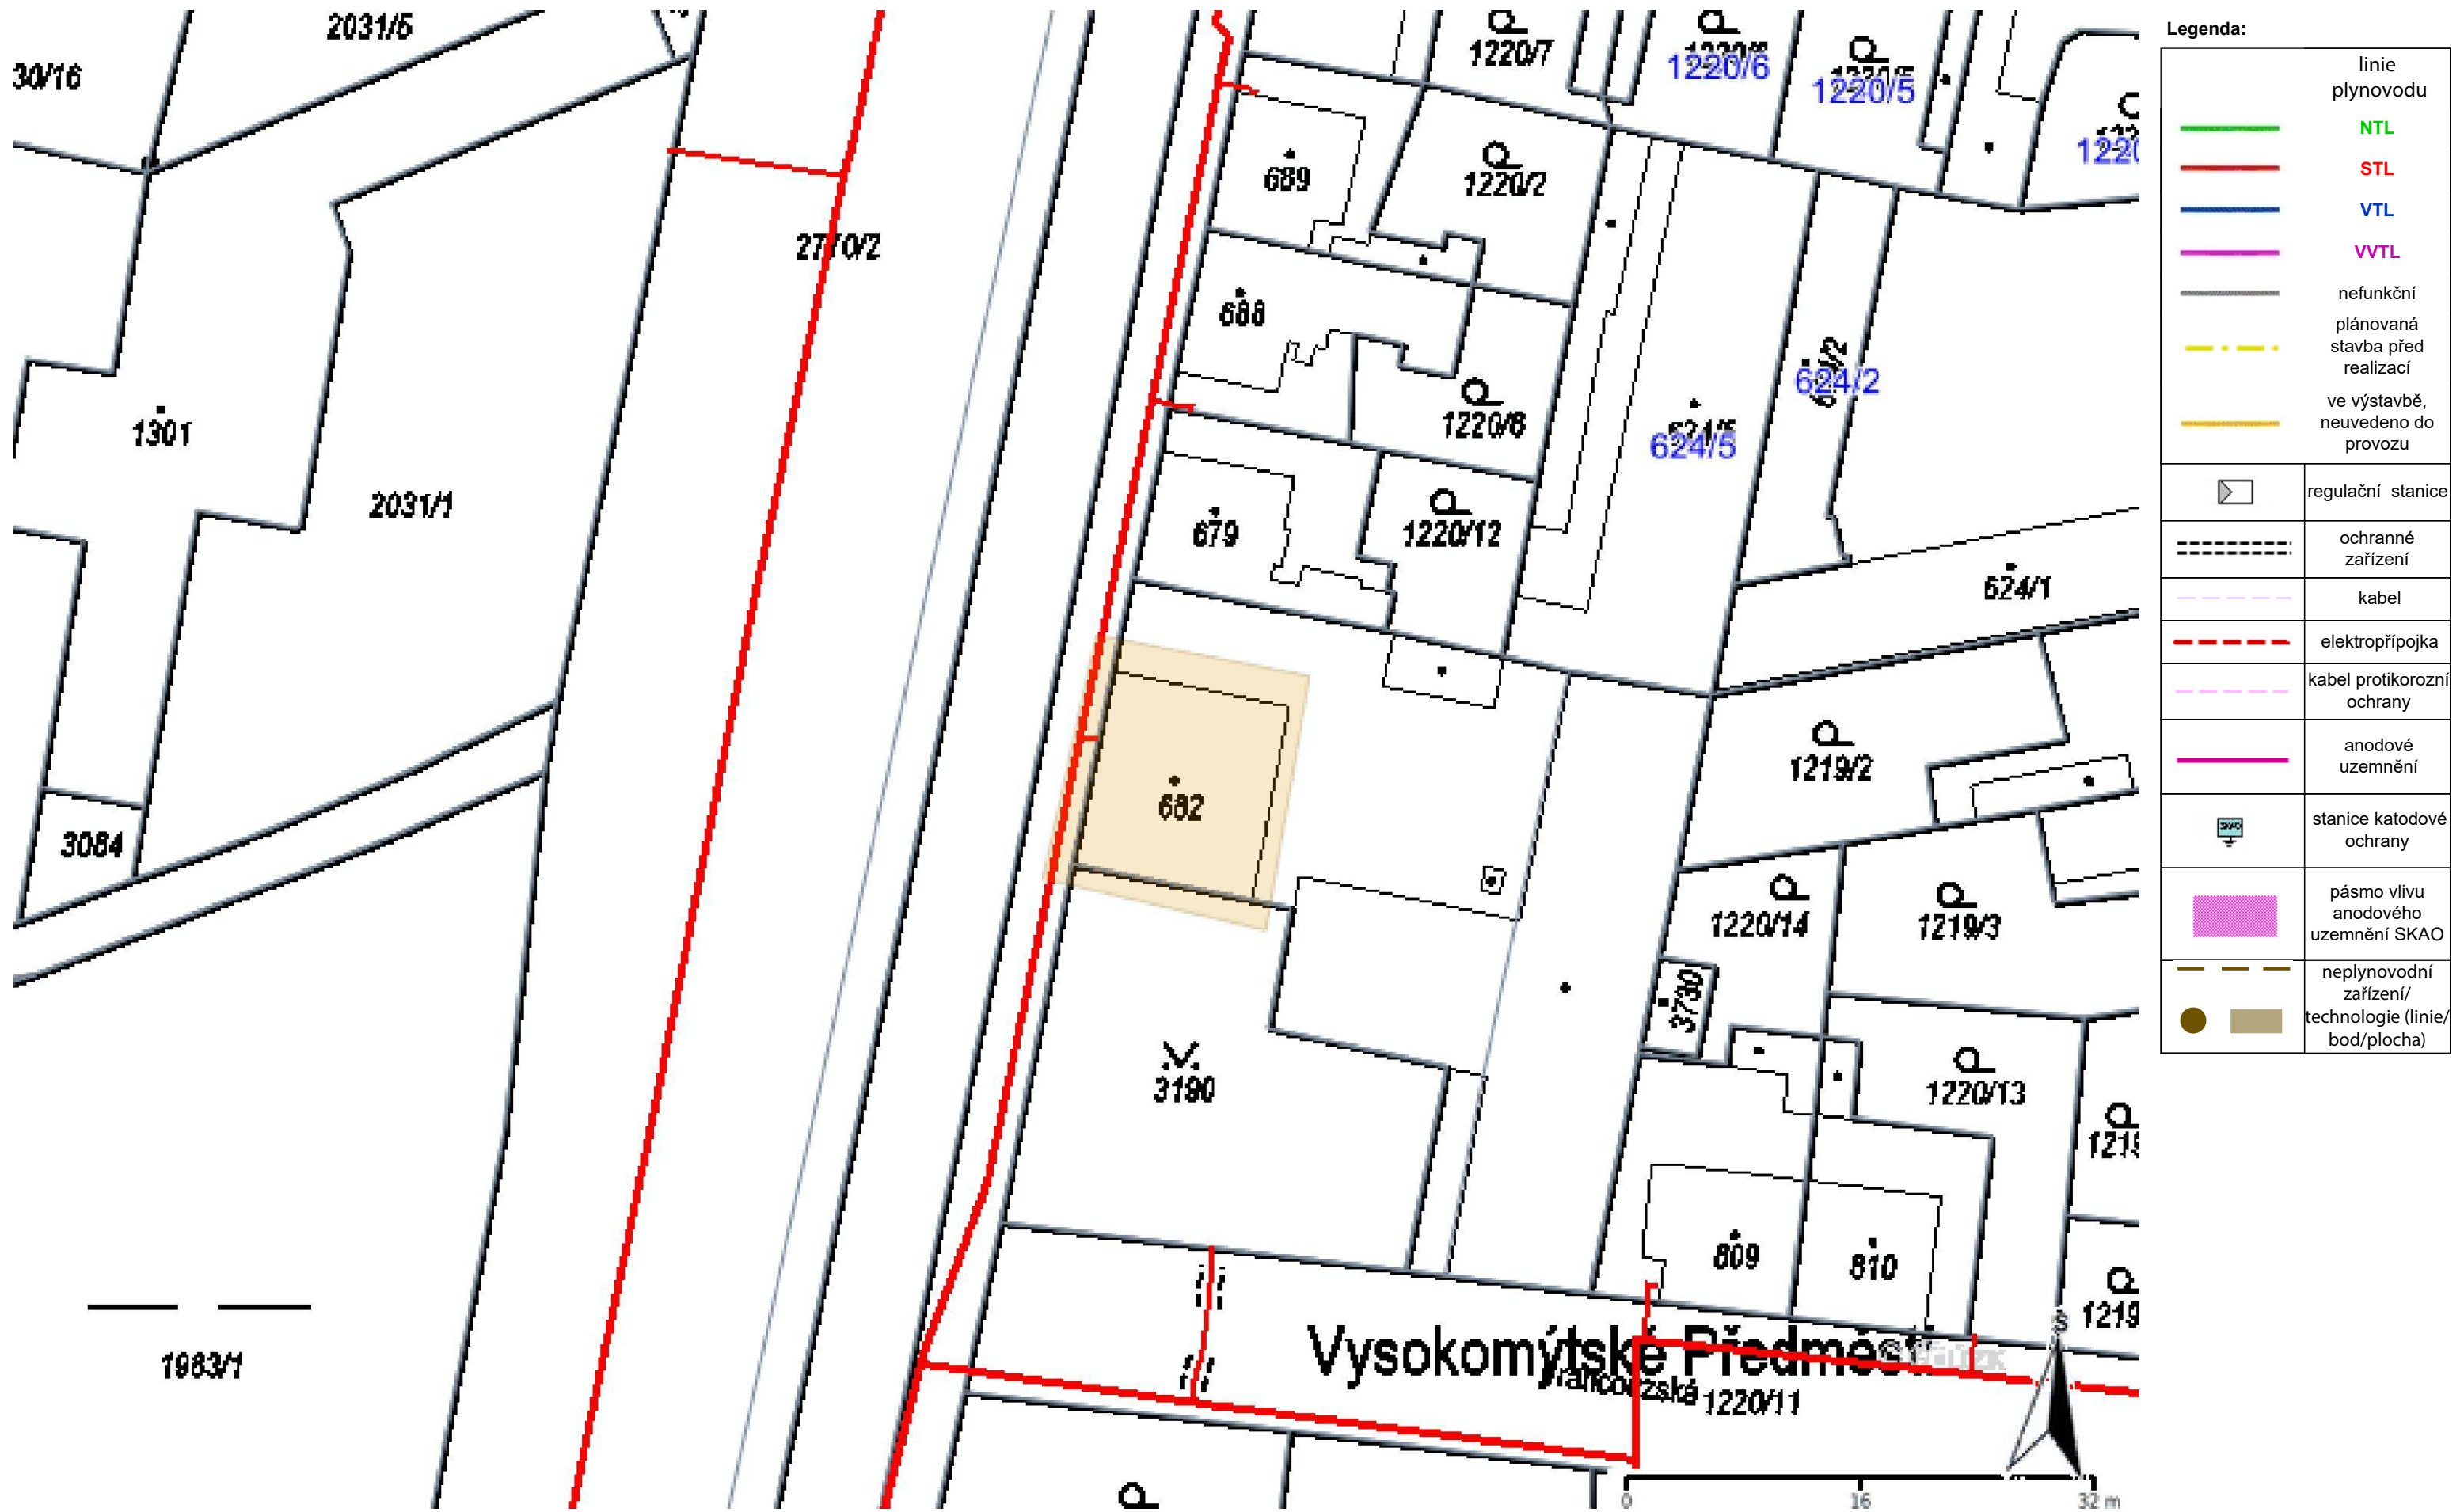 2031/5
1220/7
1220/6
1220/5
30/16
689
1220/2
2770/2
688
624/2
1301
1220/8
624/5
2031/1
679
1220/12
624/1
1219/2
682
3084
1220/14
1219/3
3730
3190
1220/13
809
810
1219
1983/1
Vysokomýtské Předměstí
Francouzská
1220/11
S
0
16
32 m
Legenda:
linie
plynovodu
NTL
STL
VTL
VVTL
nefunkční
plánovaná
stavba před
realizací
ve výstavbě,
neuvedeno do
provozu
regulační stanice
ochranné
zařízení
kabel
elektropřípojka
kabel protikorozní
ochrany
anodové
uzemnění
SKAO
stanice katodové
ochrany
pásmo vlivu
anodového
uzemnění SKAO
neplynovodní
zařízení/
technologie (linie/
bod/plocha)